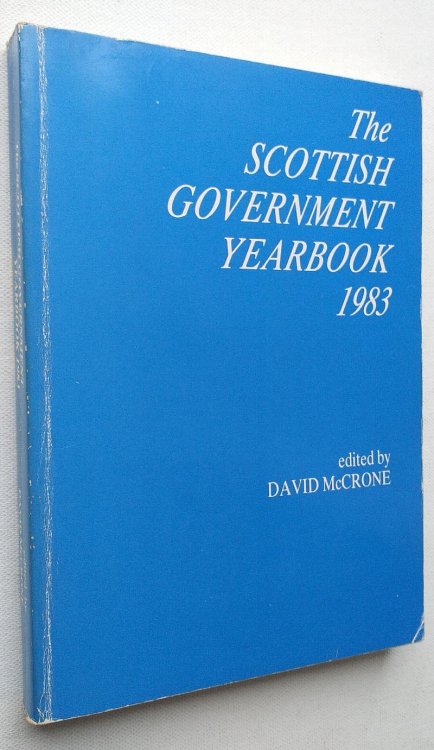 The
SCOTTISH
GOVERNMENT
YEARBOOK
1983
edited by
DAVID McCRONE